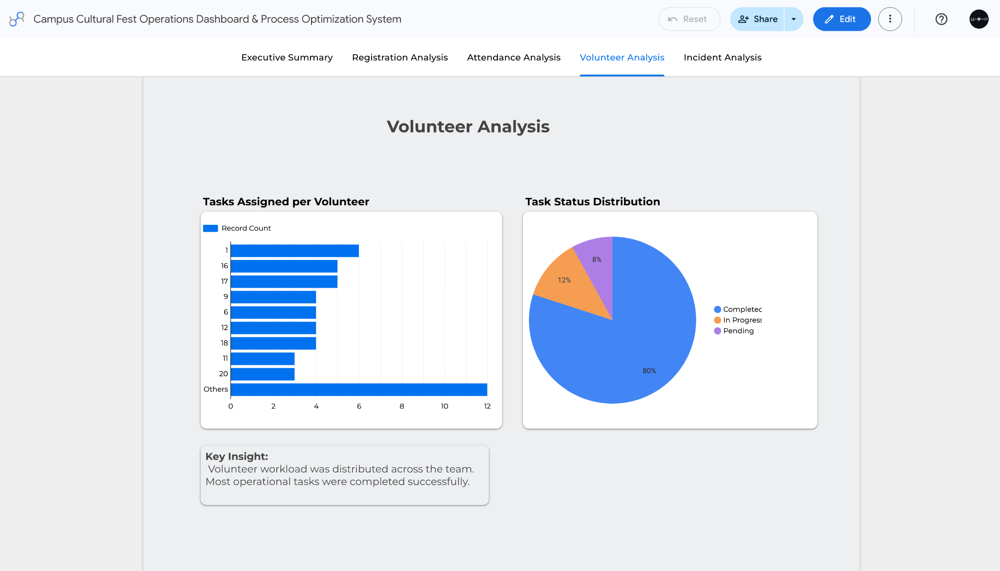 Campus Cultural Fest Operations Dashboard & Process Optimization System
Reset
Share
Edit
Executive Summary
Registration Analysis
Attendance Analysis
Volunteer Analysis
Incident Analysis
Volunteer Analysis
Tasks Assigned per Volunteer
Record Count
1
16
17
9
6
12
18
11
20
Others
0 2 4 6 8 10 12
Task Status Distribution
8%
12%
80%
Completed
In Progress
Pending
Key Insight:
Volunteer workload was distributed across the team.
Most operational tasks were completed successfully.